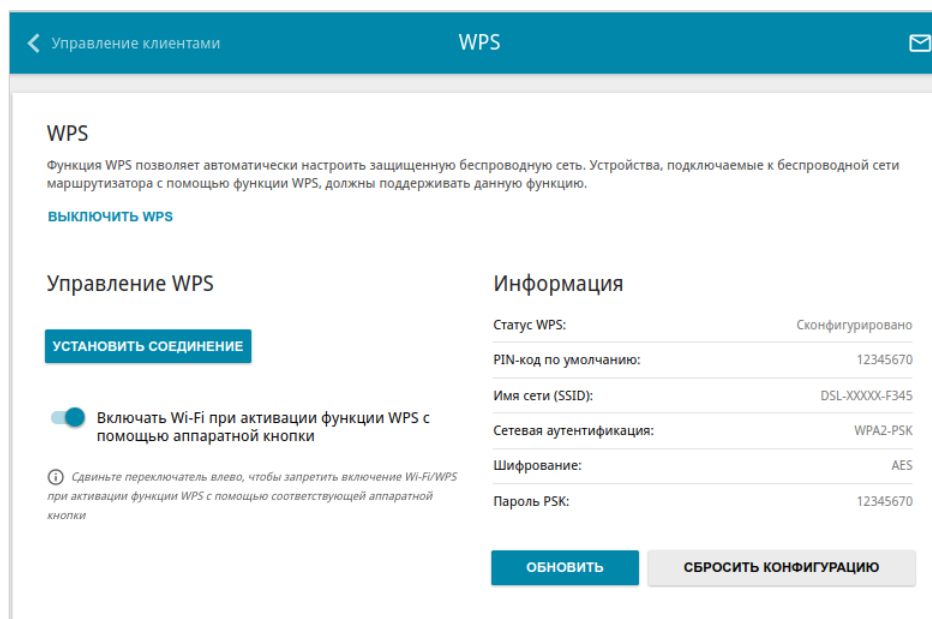 Управление клиентами
WPS
WPS
Функция WPS позволяет автоматически настроить защищенную беспроводную сеть. Устройства, подключаемые к беспроводной сети
маршрутизатора с помощью функции WPS, должны поддерживать данную функцию.
ВЫКЛЮЧИТЬ WPS
Управление WPS
УСТАНОВИТЬ СОЕДИНЕНИЕ
Включать Wi-Fi при активации функции WPS с
помощью аппаратной кнопки
Сдвиньте переключатель влево, чтобы запретить включение Wi-Fi/WPS
при активации функции WPS с помощью соответствующей аппаратной
кнопки
Информация
Статус WPS: Сконфигурировано
PIN-код по умолчанию: 12345670
Имя сети (SSID): DSL-XXXXX-F345
Сетевая аутентификация: WPA2-PSK
Шифрование: AES
Пароль PSK: 12345670
ОБНОВИТЬ
СБРОСИТЬ КОНФИГУРАЦИЮ